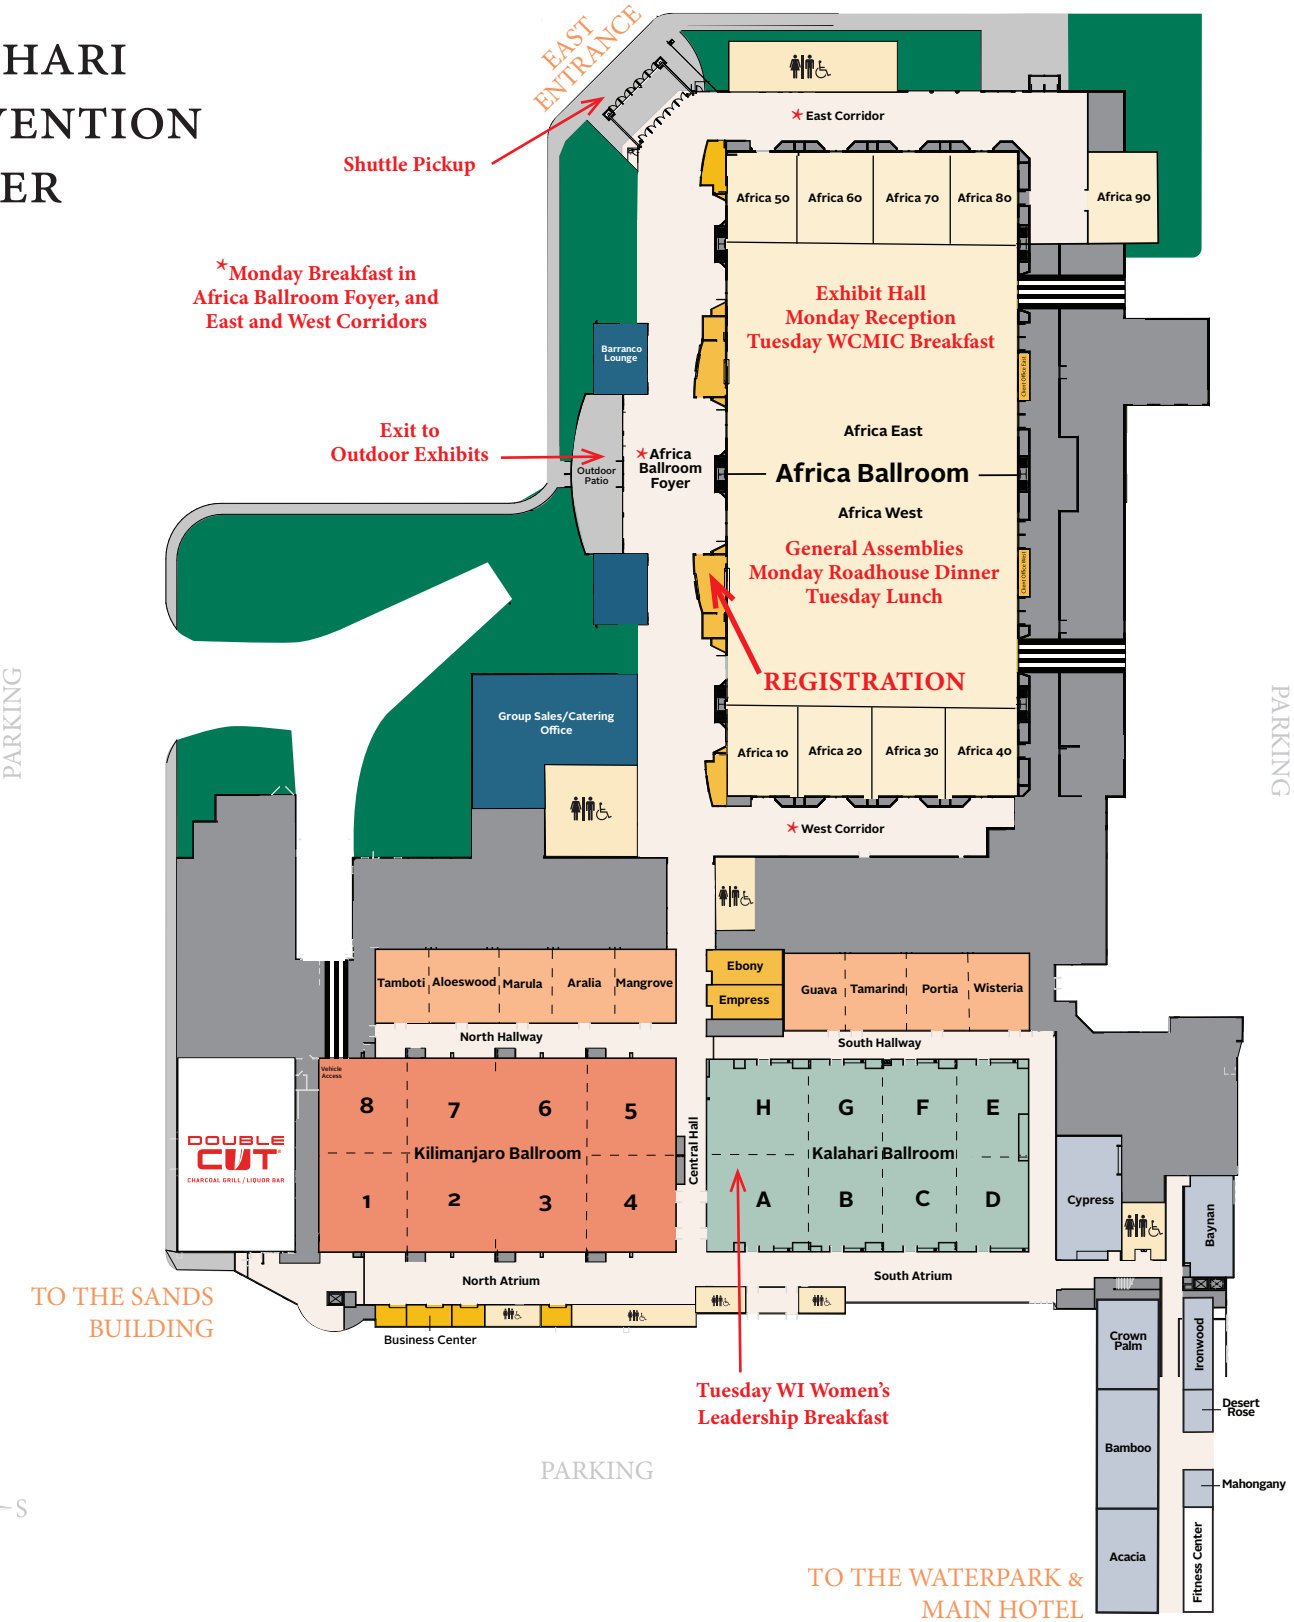 HARI
VENTION
ER
EAST
ENTRANCE
Shuttle Pickup
*Monday Breakfast in
Africa Ballroom Foyer, and
East and West Corridors
* East Corridor
Africa 50
Africa 60
Africa 70
Africa 80
Africa 90
Exhibit Hall
Monday Reception
Tuesday WCMIC Breakfast
Barranco
Lounge
Client Office East
Exit to
Outdoor Exhibits
Outdoor
Patio
* Africa
Ballroom
Foyer
Africa East
Africa Ballroom
Africa West
General Assemblies
Monday Roadhouse Dinner
Tuesday Lunch
Client Office West
REGISTRATION
PARKING
PARKING
Group Sales/Catering
Office
Africa 10
Africa 20
Africa 30
Africa 40
* West Corridor
Tamboti
Aloeswood
Marula
Aralia
Mangrove
Ebony
Empress
Guava
Tamarind
Portia
Wisteria
North Hallway
South Hallway
Vehicle
Access
8
7
6
5
Kilimanjaro Ballroom
1
2
3
4
Central Hall
H
G
F
E
Kalahari Ballroom
A
B
C
D
DOUBLE
CUT
CHARCOAL GRILL / LIQUOR BAR
Cypress
Baynan
North Atrium
South Atrium
TO THE SANDS
BUILDING
Business Center
Crown
Palm
Ironwood
Tuesday WI Women's
Leadership Breakfast
Desert
Rose
Bamboo
PARKING
Mahongany
S
Acacia
Fitness Center
TO THE WATERPARK &
MAIN HOTEL